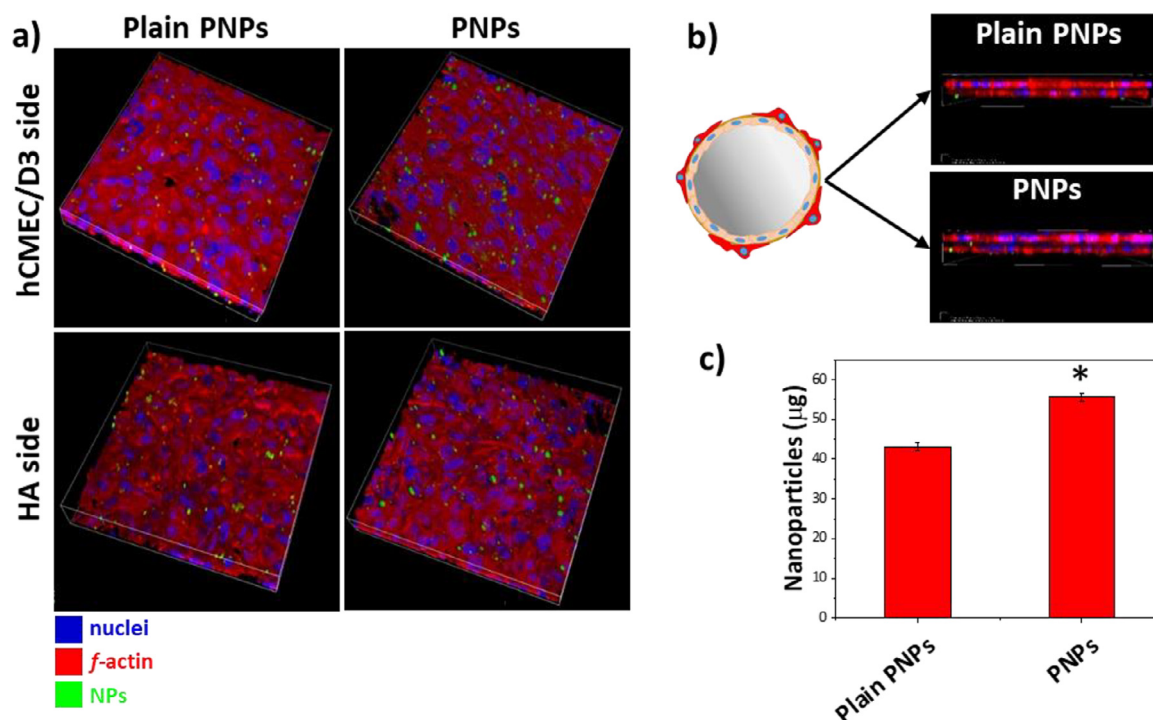 a)
Plain PNPs
PNPs
hCMEC/D3 side
HA side
nuclei
f-actin
NPs
b)
Plain PNPs
PNPs
c)
Nanoparticles (µg)
60
50
40
30
20
10
0
*
Plain PNPs
PNPs